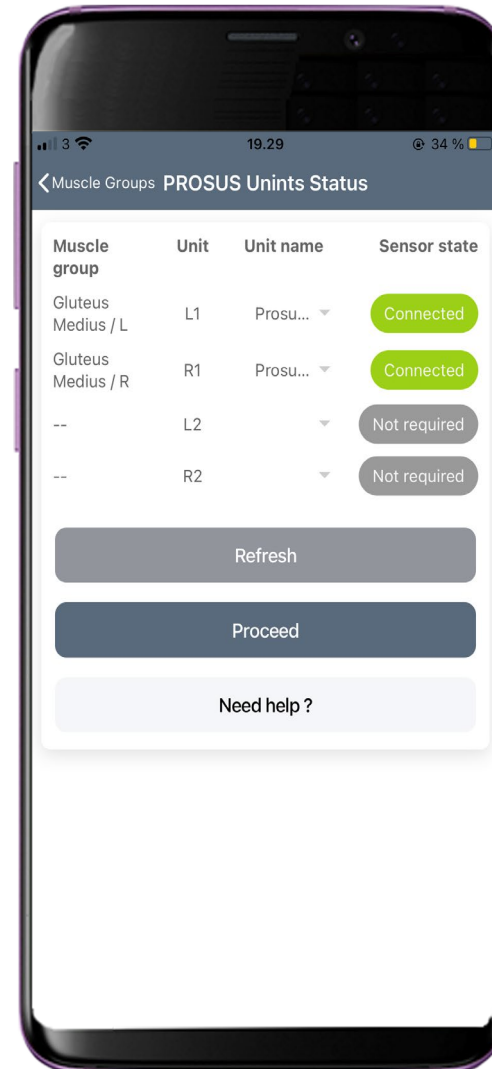 3 19.29 34 %
Muscle Groups PROSUS Unints Status
Muscle group Unit Unit name Sensor state
Gluteus Medius / L L1 Prosu... Connected
Gluteus Medius / R R1 Prosu... Connected
-- L2 Not required
-- R2 Not required
Refresh
Proceed
Need help ?